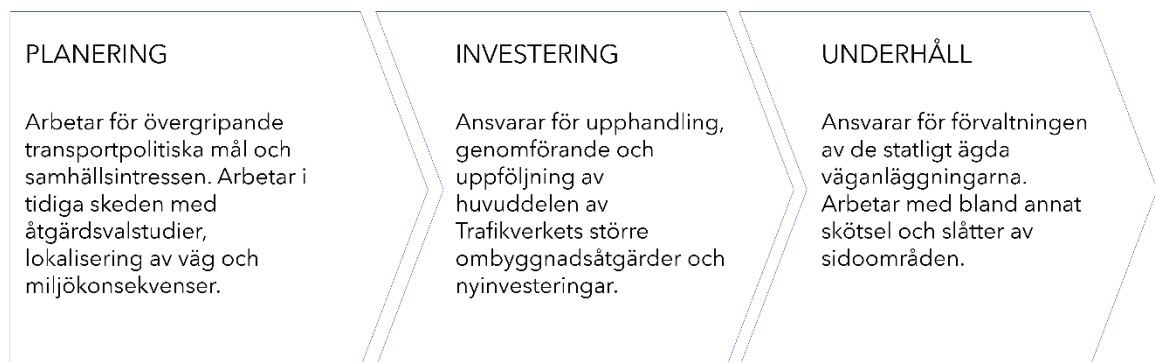 PLANERING
Arbetar för övergripande
transportpolitiska mål och
samhällsintressen. Arbetar i
tidiga skeden med
åtgärdsvalstudier,
lokalisering av väg och
miljökonsekvenser.
INVESTERING
Ansvarar för upphandling,
genomförande och
uppföljning av
huvuddelen av
Trafikverkets större
ombyggnadsåtgärder och
nyinvesteringar.
UNDERHÅLL
Ansvarar för förvaltningen
av de statligt ägda
väganläggningarna.
Arbetar med bland annat
skötsel och slåtter av
sidoområden.